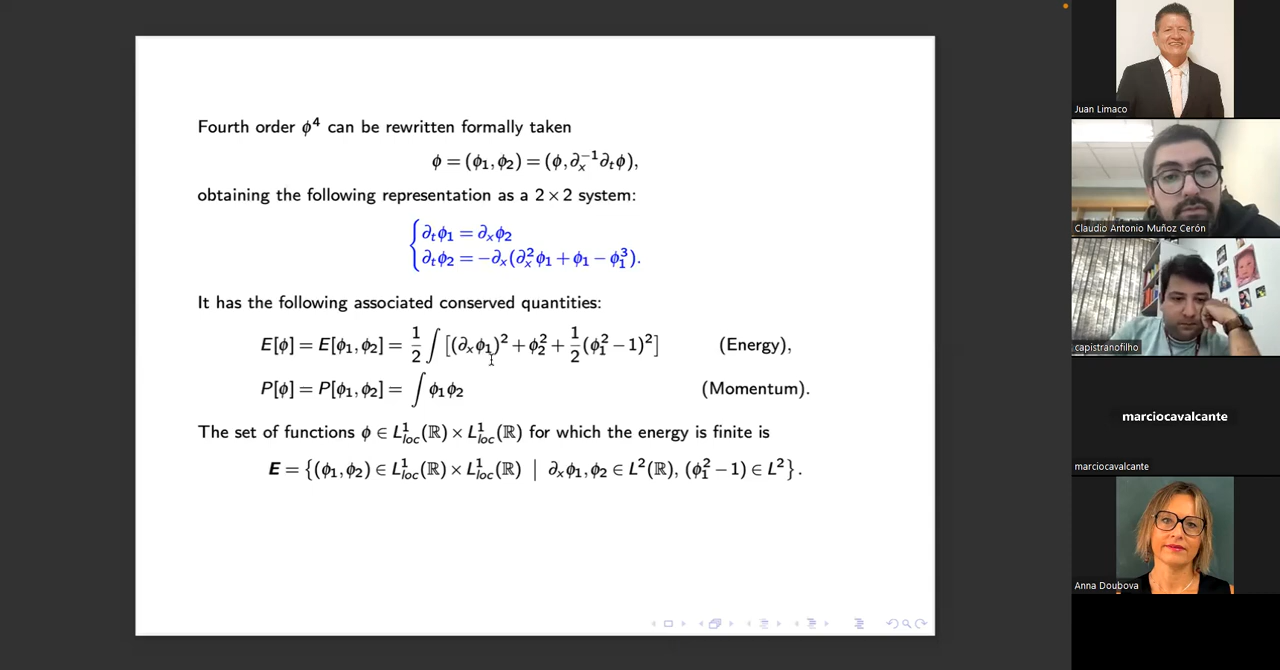 Fourth order ϕ⁴ can be rewritten formally taken
ϕ = (ϕ₁, ϕ₂) = (ϕ, ∂ₓ⁻¹∂ₜϕ),
obtaining the following representation as a 2 × 2 system:
∂ₜϕ₁ = ∂ₓϕ₂
∂ₜϕ₂ = −∂ₓ(∂ₓ²ϕ₁ + ϕ₁ − ϕ₁³).
It has the following associated conserved quantities:
E[ϕ] = E[ϕ₁, ϕ₂] = 1/2 ∫ [(∂ₓϕ₁)² + ϕ₂² + 1/2(ϕ₁² − 1)²] (Energy),
P[ϕ] = P[ϕ₁, ϕ₂] = ∫ ϕ₁ϕ₂ (Momentum).
The set of functions ϕ ∈ L¹loc(ℝ) × L¹loc(ℝ) for which the energy is finite is
E = {(ϕ₁, ϕ₂) ∈ L¹loc(ℝ) × L¹loc(ℝ) | ∂ₓϕ₁, ϕ₂ ∈ L²(ℝ), (ϕ₁² − 1) ∈ L²}.
Juan Limaco
Claudio Antonio Muñoz Cerón
capistranofilho
marciocavalcante
marciocavalcante
Anna Doubova